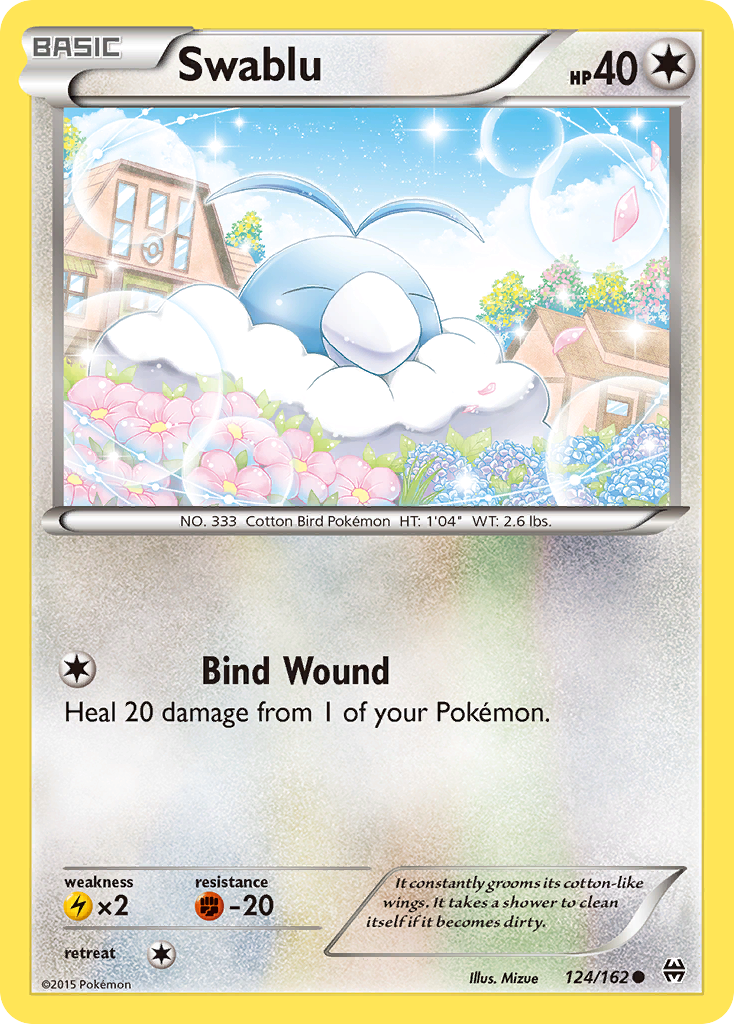 BASIC
Swablu
HP 40
NO. 333 Cotton Bird Pokémon HT: 1'04" WT: 2.6 lbs.
Bind Wound
Heal 20 damage from 1 of your Pokémon.
weakness
×2
resistance
-20
retreat
It constantly grooms its cotton-like
wings. It takes a shower to clean
itself if it becomes dirty.
©2015 Pokémon
Illus. Mizue
124/162